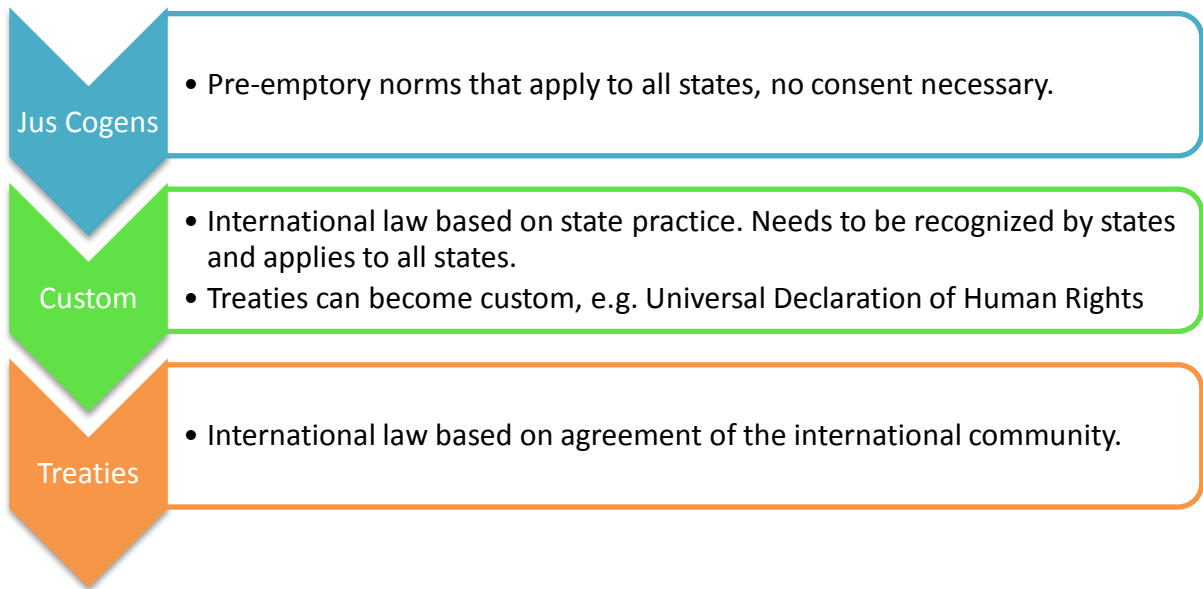 Jus Cogens
• Pre-emptory norms that apply to all states, no consent necessary.
Custom
• International law based on state practice. Needs to be recognized by states
and applies to all states.
• Treaties can become custom, e.g. Universal Declaration of Human Rights
Treaties
• International law based on agreement of the international community.